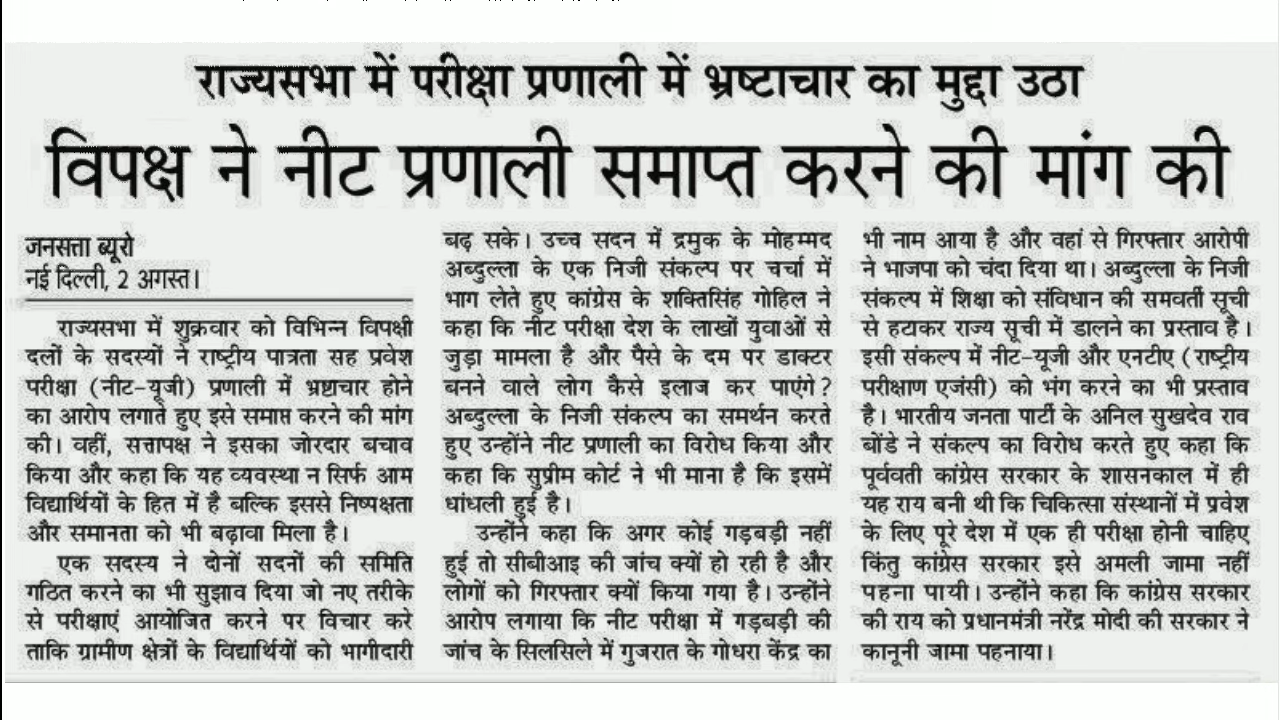 राज्यसभा में परीक्षा प्रणाली में भ्रष्टाचार का मुद्दा उठा
विपक्ष ने नीट प्रणाली समाप्त करने की मांग की
जनसत्ता ब्यूरो
नई दिल्ली, 2 अगस्त।
राज्यसभा में शुक्रवार को विभिन्न विपक्षी
दलों के सदस्यों ने राष्ट्रीय पात्रता सह प्रवेश
परीक्षा (नीट-यूजी) प्रणाली में भ्रष्टाचार होने
का आरोप लगाते हुए इसे समाप्त करने की मांग
की। वहीं, सत्तापक्ष ने इसका जोरदार बचाव
किया और कहा कि यह व्यवस्था न सिर्फ आम
विद्यार्थियों के हित में है बल्कि इससे निष्पक्षता
और समानता को भी बढ़ावा मिला है।
एक सदस्य ने दोनों सदनों की समिति
गठित करने का भी सुझाव दिया जो नए तरीके
से परीक्षाएं आयोजित करने पर विचार करे
ताकि ग्रामीण क्षेत्रों के विद्यार्थियों को भागीदारी
बढ़ सके। उच्च सदन में द्रमुक के मोहम्मद
अब्दुल्ला के एक निजी संकल्प पर चर्चा में
भाग लेते हुए कांग्रेस के शक्तिसिंह गोहिल ने
कहा कि नीट परीक्षा देश के लाखों युवाओं से
जुड़ा मामला है और पैसे के दम पर डाक्टर
बनने वाले लोग कैसे इलाज कर पाएंगे?
अब्दुल्ला के निजी संकल्प का समर्थन करते
हुए उन्होंने नीट प्रणाली का विरोध किया और
कहा कि सुप्रीम कोर्ट ने भी माना है कि इसमें
धांधली हुई है।
उन्होंने कहा कि अगर कोई गड़बड़ी नहीं
हुई तो सीबीआइ की जांच क्यों हो रही है और
लोगों को गिरफ्तार क्यों किया गया है। उन्होंने
आरोप लगाया कि नीट परीक्षा में गड़बड़ी की
जांच के सिलसिले में गुजरात के गोधरा केंद्र का
भी नाम आया है और वहां से गिरफ्तार आरोपी
ने भाजपा को चंदा दिया था। अब्दुल्ला के निजी
संकल्प में शिक्षा को संविधान की समवर्ती सूची
से हटाकर राज्य सूची में डालने का प्रस्ताव है।
इसी संकल्प में नीट-यूजी और एनटीए (राष्ट्रीय
परीक्षाण एजंसी) को भंग करने का भी प्रस्ताव
है। भारतीय जनता पार्टी के अनिल सुखदेव राव
बोंडे ने संकल्प का विरोध करते हुए कहा कि
पूर्ववती कांग्रेस सरकार के शासनकाल में ही
यह राय बनी थी कि चिकित्सा संस्थानों में प्रवेश
के लिए पूरे देश में एक ही परीक्षा होनी चाहिए
किंतु कांग्रेस सरकार इसे अमली जामा नहीं
पहना पायी। उन्होंने कहा कि कांग्रेस सरकार
की राय को प्रधानमंत्री नरेंद्र मोदी की सरकार ने
कानूनी जामा पहनाया।